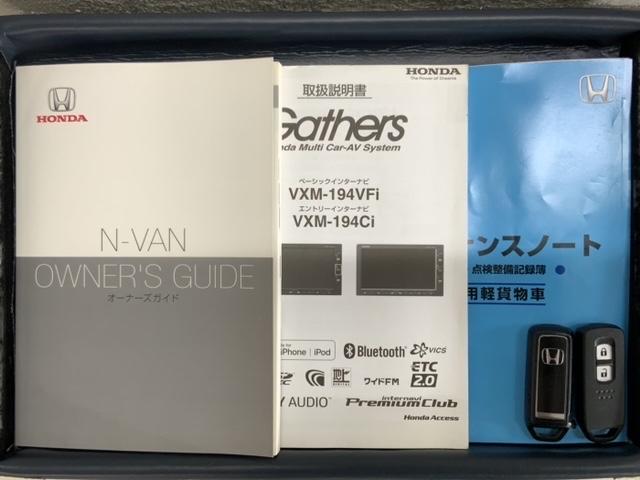 HONDA
N-VAN
OWNER'S GUIDE
オーナーズガイド
HONDA
The Power of Dreams
取扱説明書
Gathers
nda Multi Car-AV System
ベーシックインターナビ
VXM-194VFi
エントリーインターナビ
VXM-194Ci
iPhone | iPod
Bluetooth
VICS
ETC
2.0
ワイドFM
Y AUDIO
internavi
Premium Club
Honda Access
ンスノート
点検整備記録簿
用軽貨物車